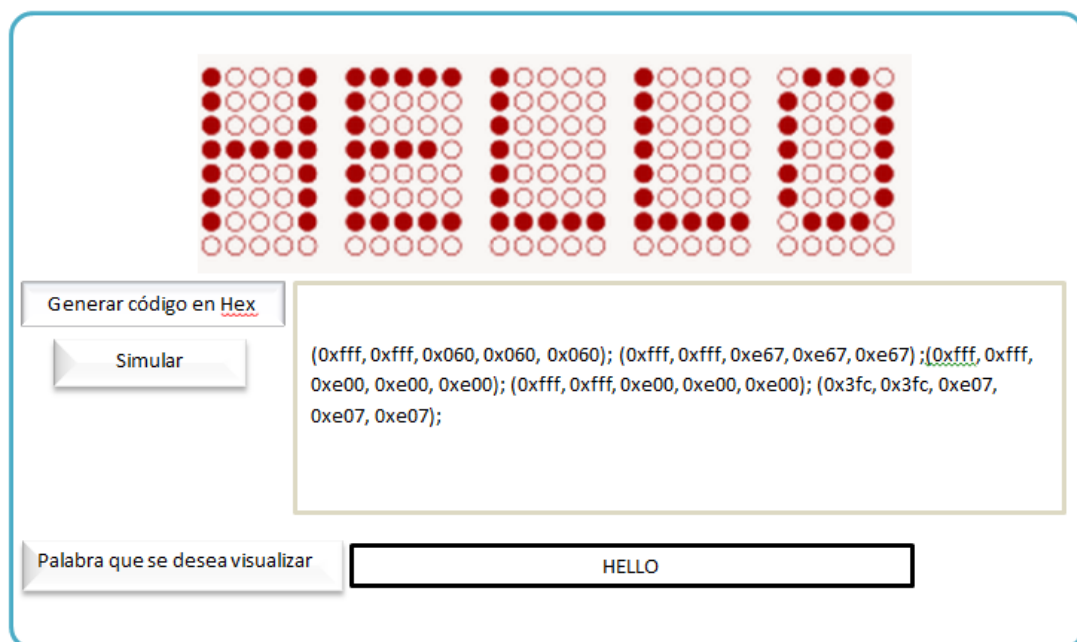 HELLO
Generar código en Hex
Simular
(0xfff, 0xfff, 0x060, 0x060, 0x060); (0xfff, 0xfff, 0xe67, 0xe67, 0xe67) ;(0xfff, 0xfff,
0xe00, 0xe00, 0xe00); (0xfff, 0xfff, 0xe00, 0xe00, 0xe00); (0x3fc, 0x3fc, 0xe07,
0xe07, 0xe07);
Palabra que se desea visualizar
HELLO